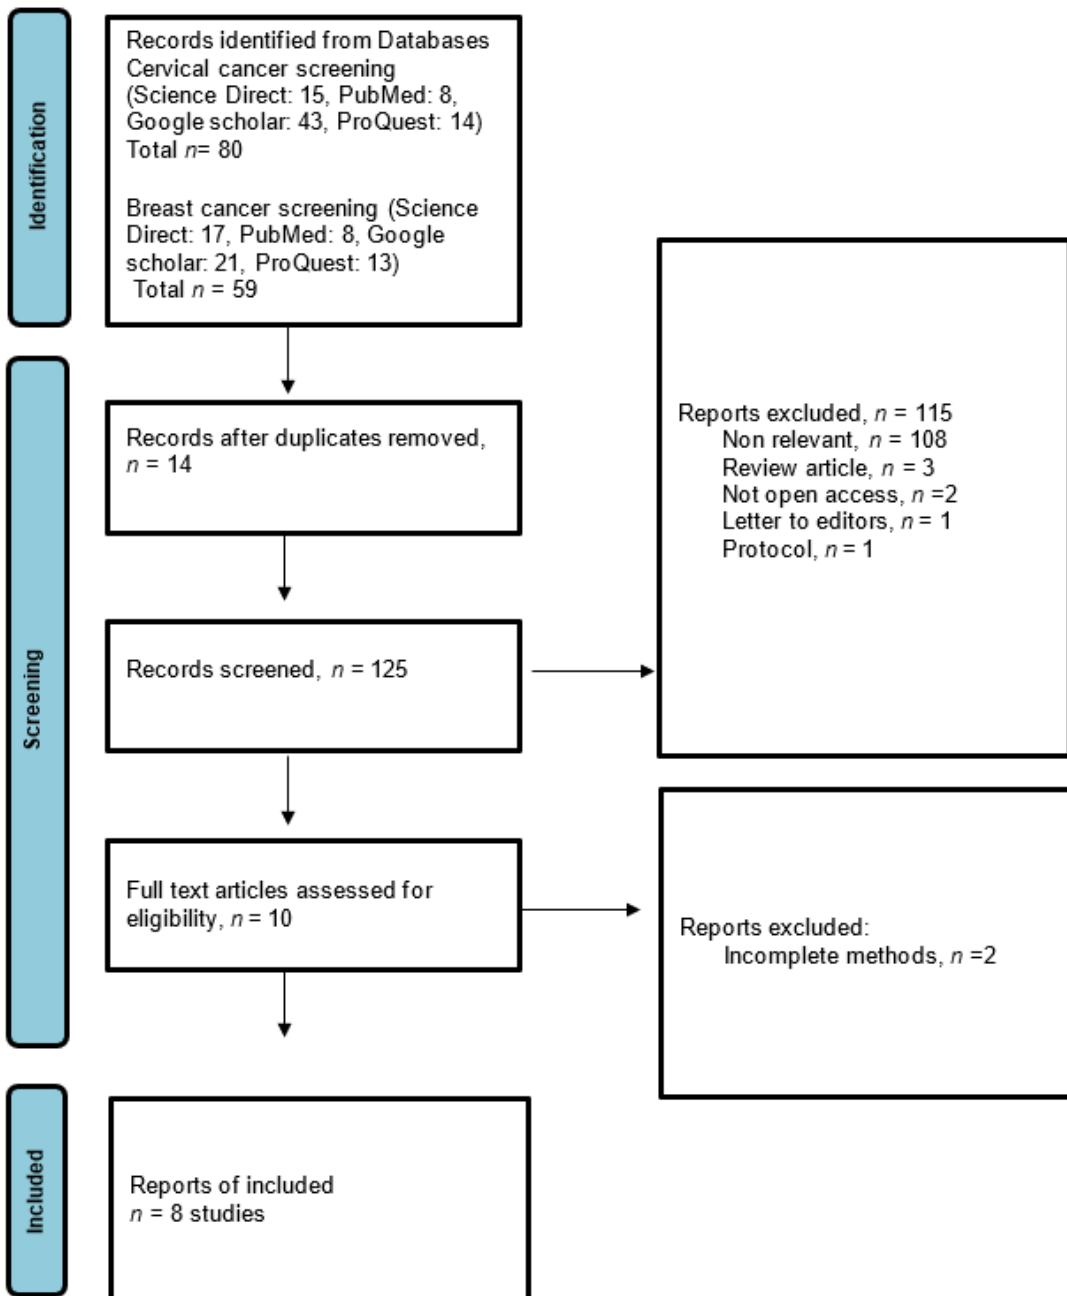 Identification
Records identified from Databases
Cervical cancer screening
(Science Direct: 15, PubMed: 8,
Google scholar: 43, ProQuest: 14)
Total n= 80
Breast cancer screening (Science
Direct: 17, PubMed: 8, Google
scholar: 21, ProQuest: 13)
Total n = 59
Screening
Records after duplicates removed,
n = 14
Records screened, n = 125
Reports excluded, n = 115
Non relevant, n = 108
Review article, n = 3
Not open access, n =2
Letter to editors, n = 1
Protocol, n = 1
Full text articles assessed for
eligibility, n = 10
Reports excluded:
Incomplete methods, n =2
Included
Reports of included
n = 8 studies